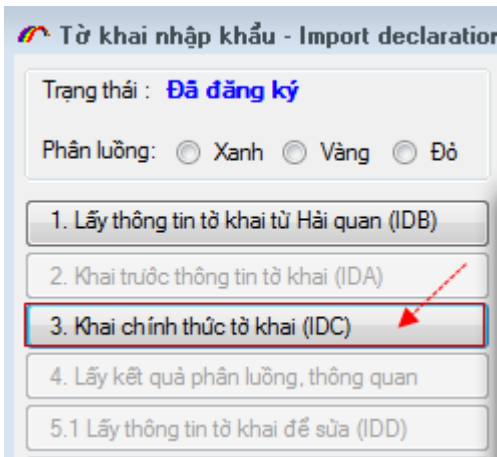 Tờ khai nhập khẩu - Import declaration
Trạng thái : Đã đăng ký
Phân luồng: Xanh Vàng Đỏ
1. Lấy thông tin tờ khai từ Hải quan (IDB)
2. Khai trước thông tin tờ khai (IDA)
3. Khai chính thức tờ khai (IDC)
4. Lấy kết quả phân luồng, thông quan
5.1 Lấy thông tin tờ khai để sửa (IDD)